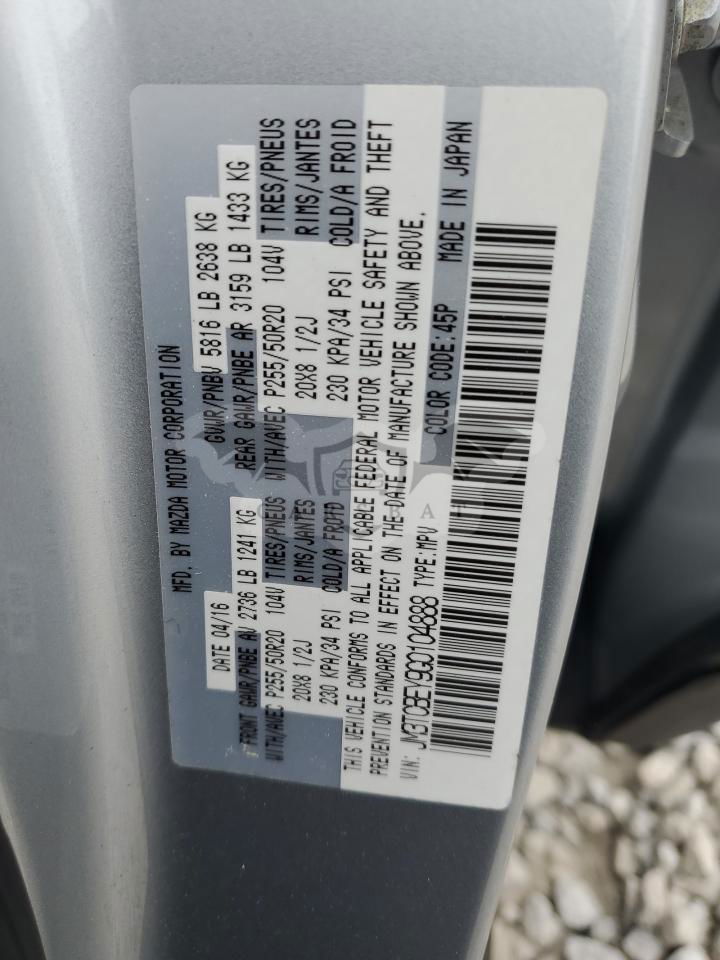 MFD. BY MAZDA MOTOR CORPORATION
DATE 04/16 GVWR/PNBV 5816 LB 2638 KG
FRONT GAWR/PNBE AV 2736 LB 1241 KG REAR GAWR/PNBE AR 3159 LB 1433 KG
WITH/AVEC P255/50R20 104V TIRES/PNEUS WITH/AVEC P255/50R20 104V TIRES/PNEUS
20X8 1/2J RIMS/JANTES 20X8 1/2J RIMS/JANTES
230 KPA/34 PSI COLD/A FROID 230 KPA/34 PSI COLD/A FROID
THIS VEHICLE CONFORMS TO ALL APPLICABLE FEDERAL MOTOR VEHICLE SAFETY AND THEFT
PREVENTION STANDARDS IN EFFECT ON THE DATE OF MANUFACTURE SHOWN ABOVE.
VIN: JM3TCBEY9G0104888 TYPE:MPV COLOR CODE:45P MADE IN JAPAN